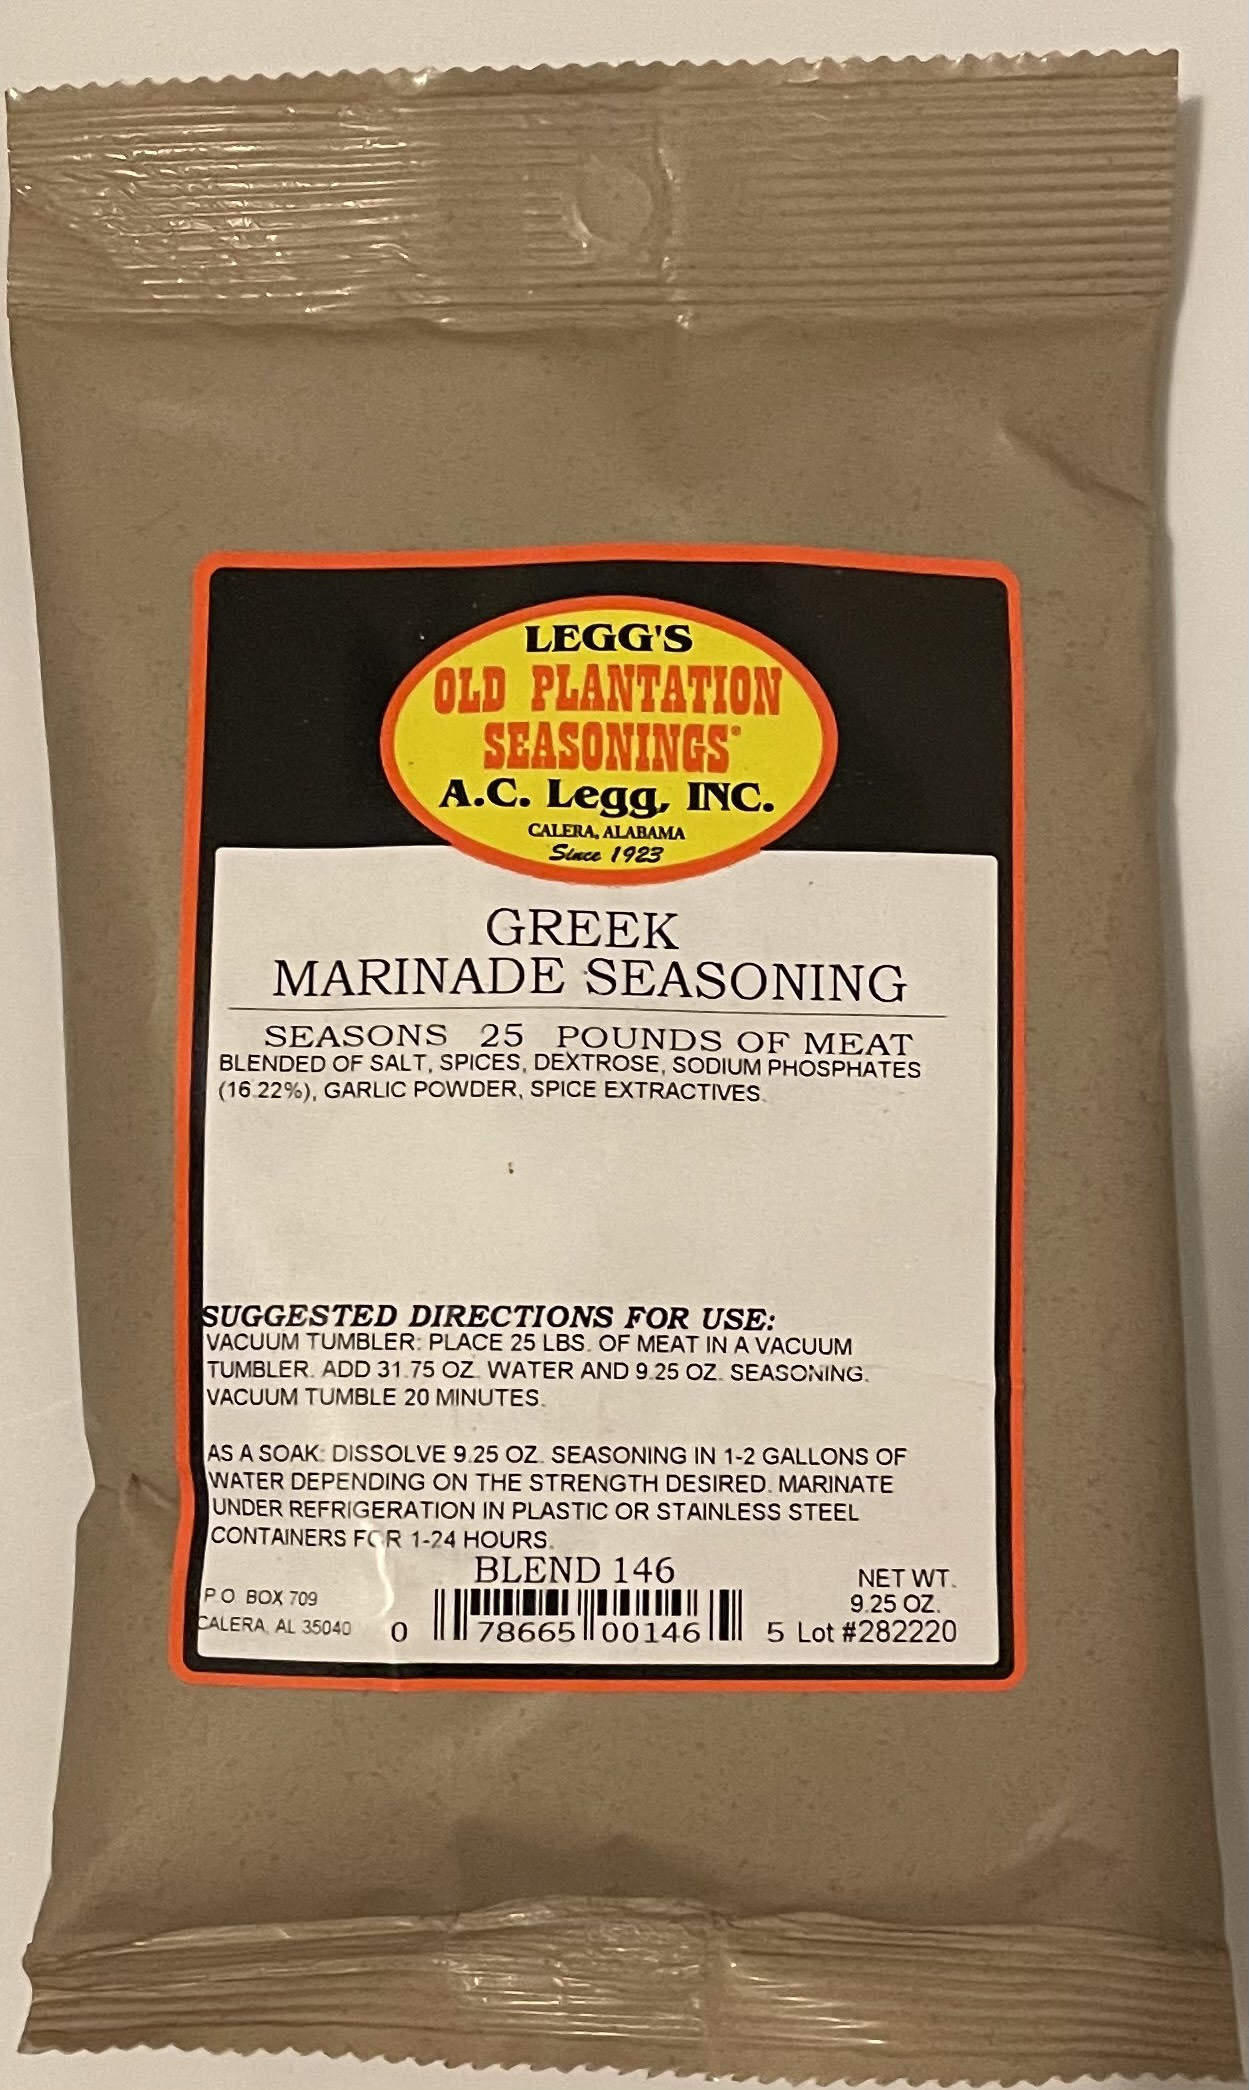 LEGG'S
OLD PLANTATION
SEASONINGS®
A.C. Legg, INC.
CALERA, ALABAMA
Since 1923
GREEK
MARINADE SEASONING
SEASONS 25 POUNDS OF MEAT
BLENDED OF SALT, SPICES, DEXTROSE, SODIUM PHOSPHATES
(16.22%), GARLIC POWDER, SPICE EXTRACTIVES.
SUGGESTED DIRECTIONS FOR USE:
VACUUM TUMBLER: PLACE 25 LBS. OF MEAT IN A VACUUM
TUMBLER. ADD 31.75 OZ. WATER AND 9.25 OZ. SEASONING.
VACUUM TUMBLE 20 MINUTES.
AS A SOAK: DISSOLVE 9.25 OZ. SEASONING IN 1-2 GALLONS OF
WATER DEPENDING ON THE STRENGTH DESIRED. MARINATE
UNDER REFRIGERATION IN PLASTIC OR STAINLESS STEEL
CONTAINERS FOR 1-24 HOURS.
BLEND 146
P.O. BOX 709
CALERA, AL 35040
0 78665 00146 5
NET WT.
9.25 OZ.
Lot #282220